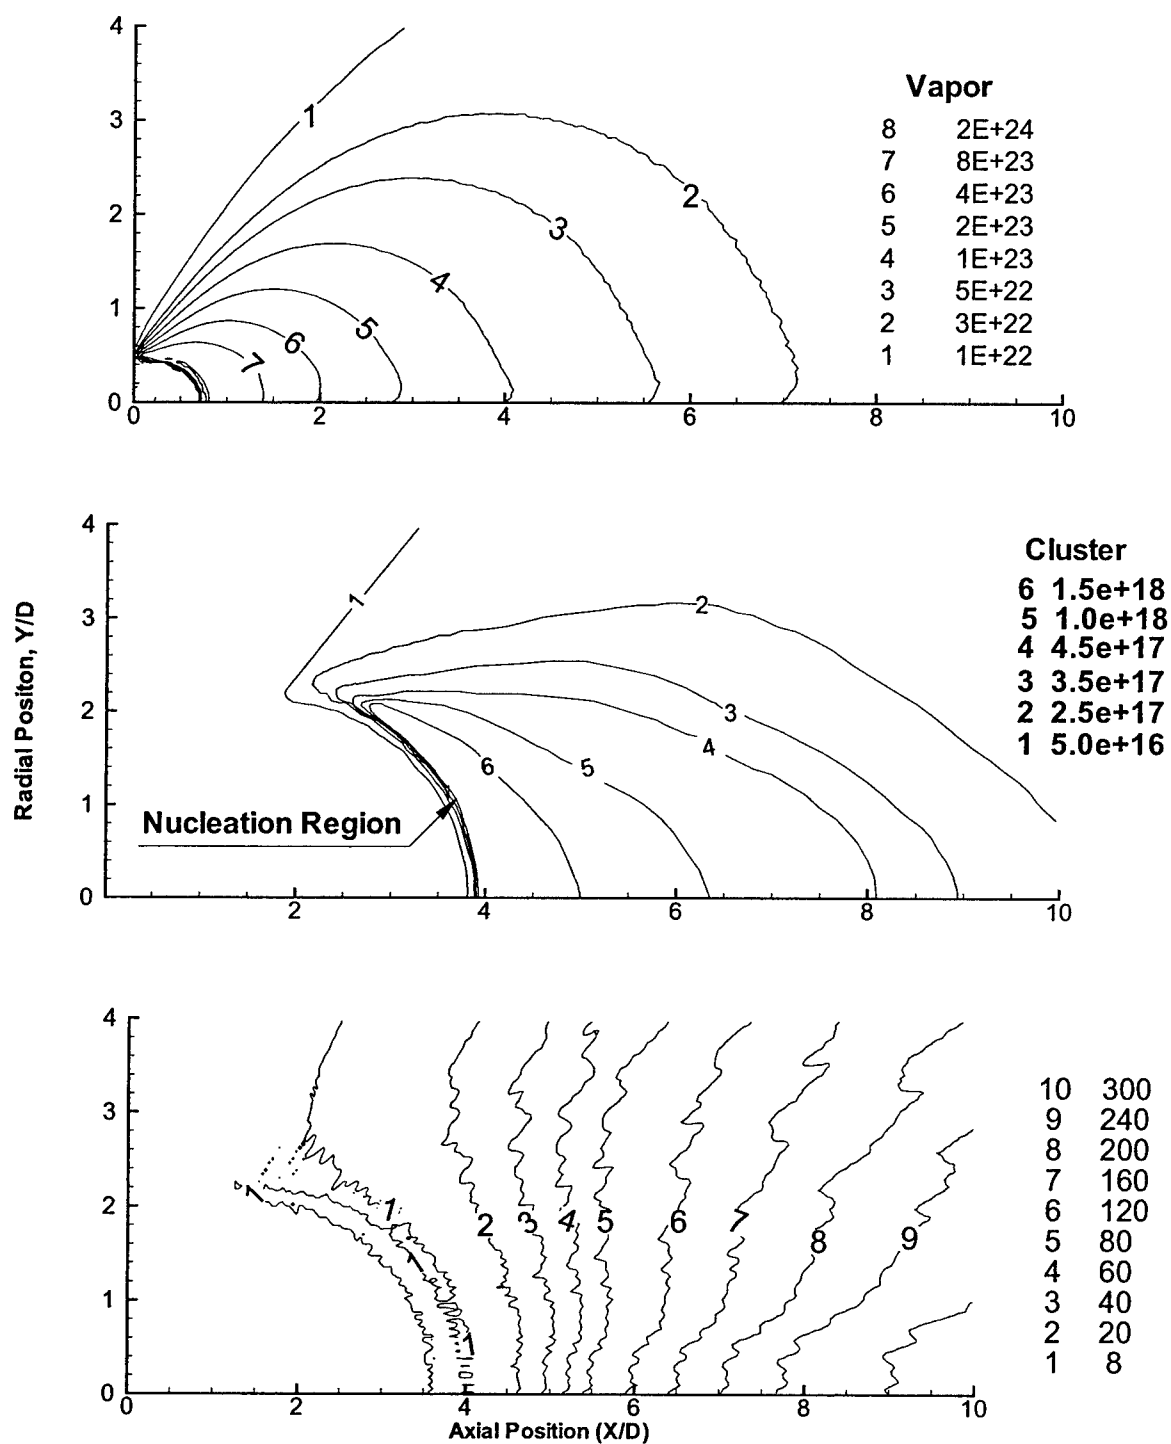 4
1
Vapor
8 2E+24
3
7 8E+23
2
6 4E+23
2
3
5 2E+23
4
4 1E+23
1
5
3 5E+22
6
2 3E+22
7
1 1E+22
0
0 2 4 6 8 10
4
Cluster
1
2
6 1.5e+18
3
5 1.0e+18
4 4.5e+17
3 3.5e+17
2
3
2 2.5e+17
4
1 5.0e+16
6
5
1
Nucleation Region
0
2 4 6 8 10
Radial Positon, Y/D
4
10 300
3
9 240
8 200
7 160
2
1
1
2 3 4 5 6 7
6 120
8
9
5 80
1
4 60
1
3 40
1
2 20
1 8
0
0 2 4 6 8 10
Axial Position (X/D)